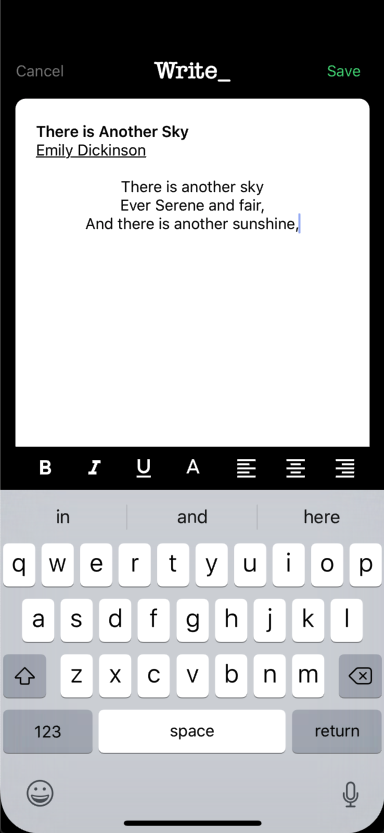 Cancel Write_ Save
There is Another Sky
Emily Dickinson
There is another sky
Ever Serene and fair,
And there is another sunshine,
B I U A
in and here
q w e r t y u i o p
a s d f g h j k l
z x c v b n m
123 space return